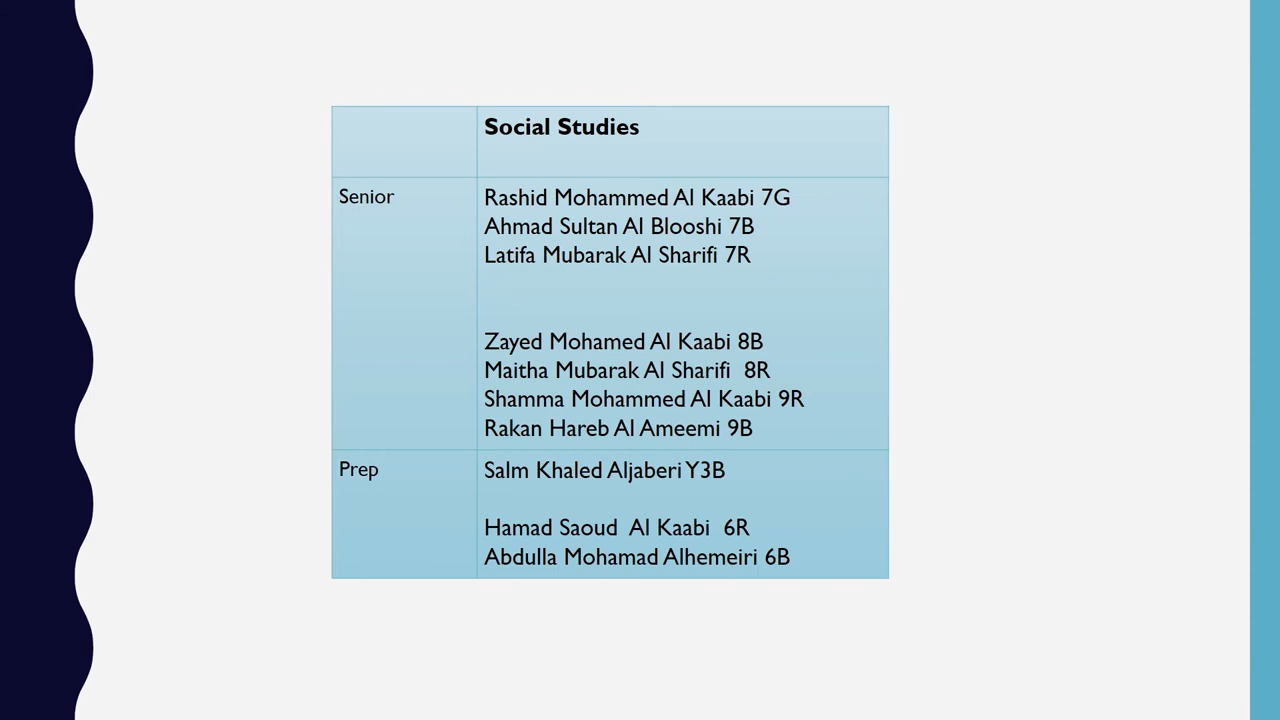 Social Studies
Senior
Rashid Mohammed Al Kaabi 7G
Ahmad Sultan Al Blooshi 7B
Latifa Mubarak Al Sharifi 7R
Zayed Mohamed Al Kaabi 8B
Maitha Mubarak Al Sharifi 8R
Shamma Mohammed Al Kaabi 9R
Rakan Hareb Al Ameemi 9B
Prep
Salm Khaled Aljaberi Y3B
Hamad Saoud Al Kaabi 6R
Abdulla Mohamad Alhemeiri 6B